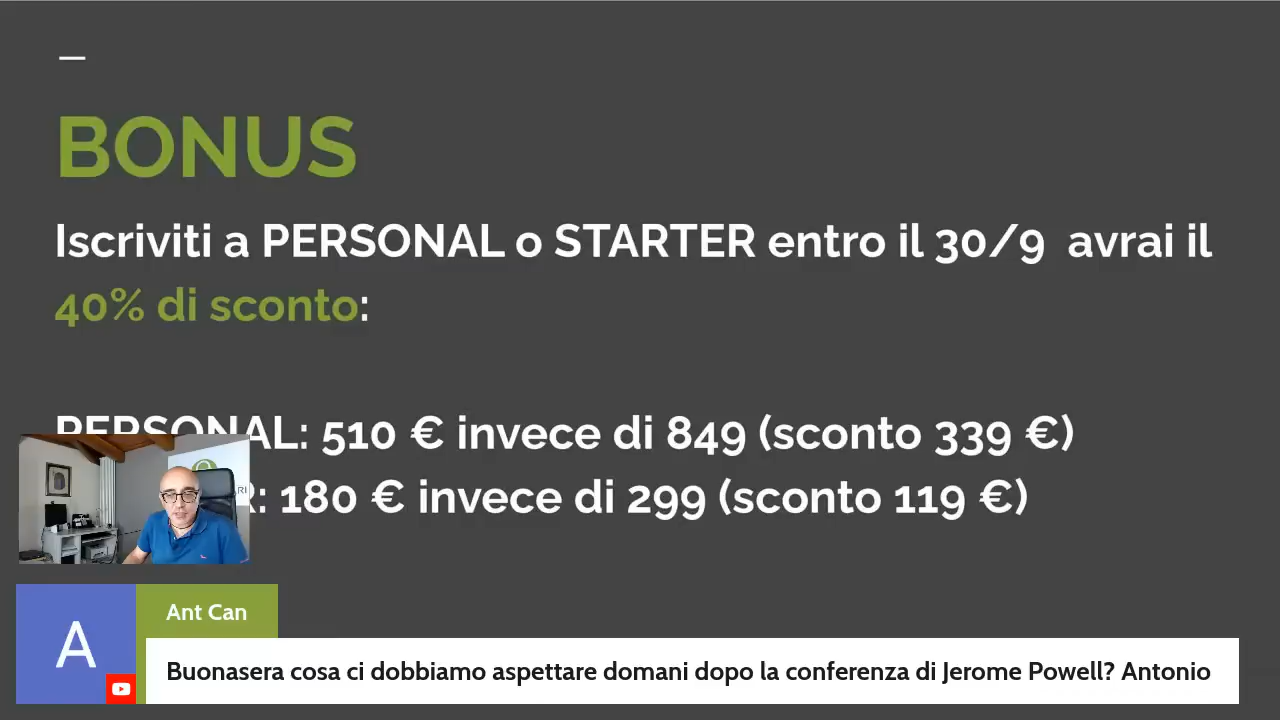 BONUS
Iscriviti a PERSONAL o STARTER entro il 30/9 avrai il
40% di sconto:
PERSONAL: 510 € invece di 849 (sconto 339 €)
R: 180 € invece di 299 (sconto 119 €)
RI
A
Ant Can
Buonasera cosa ci dobbiamo aspettare domani dopo la conferenza di Jerome Powell? Antonio